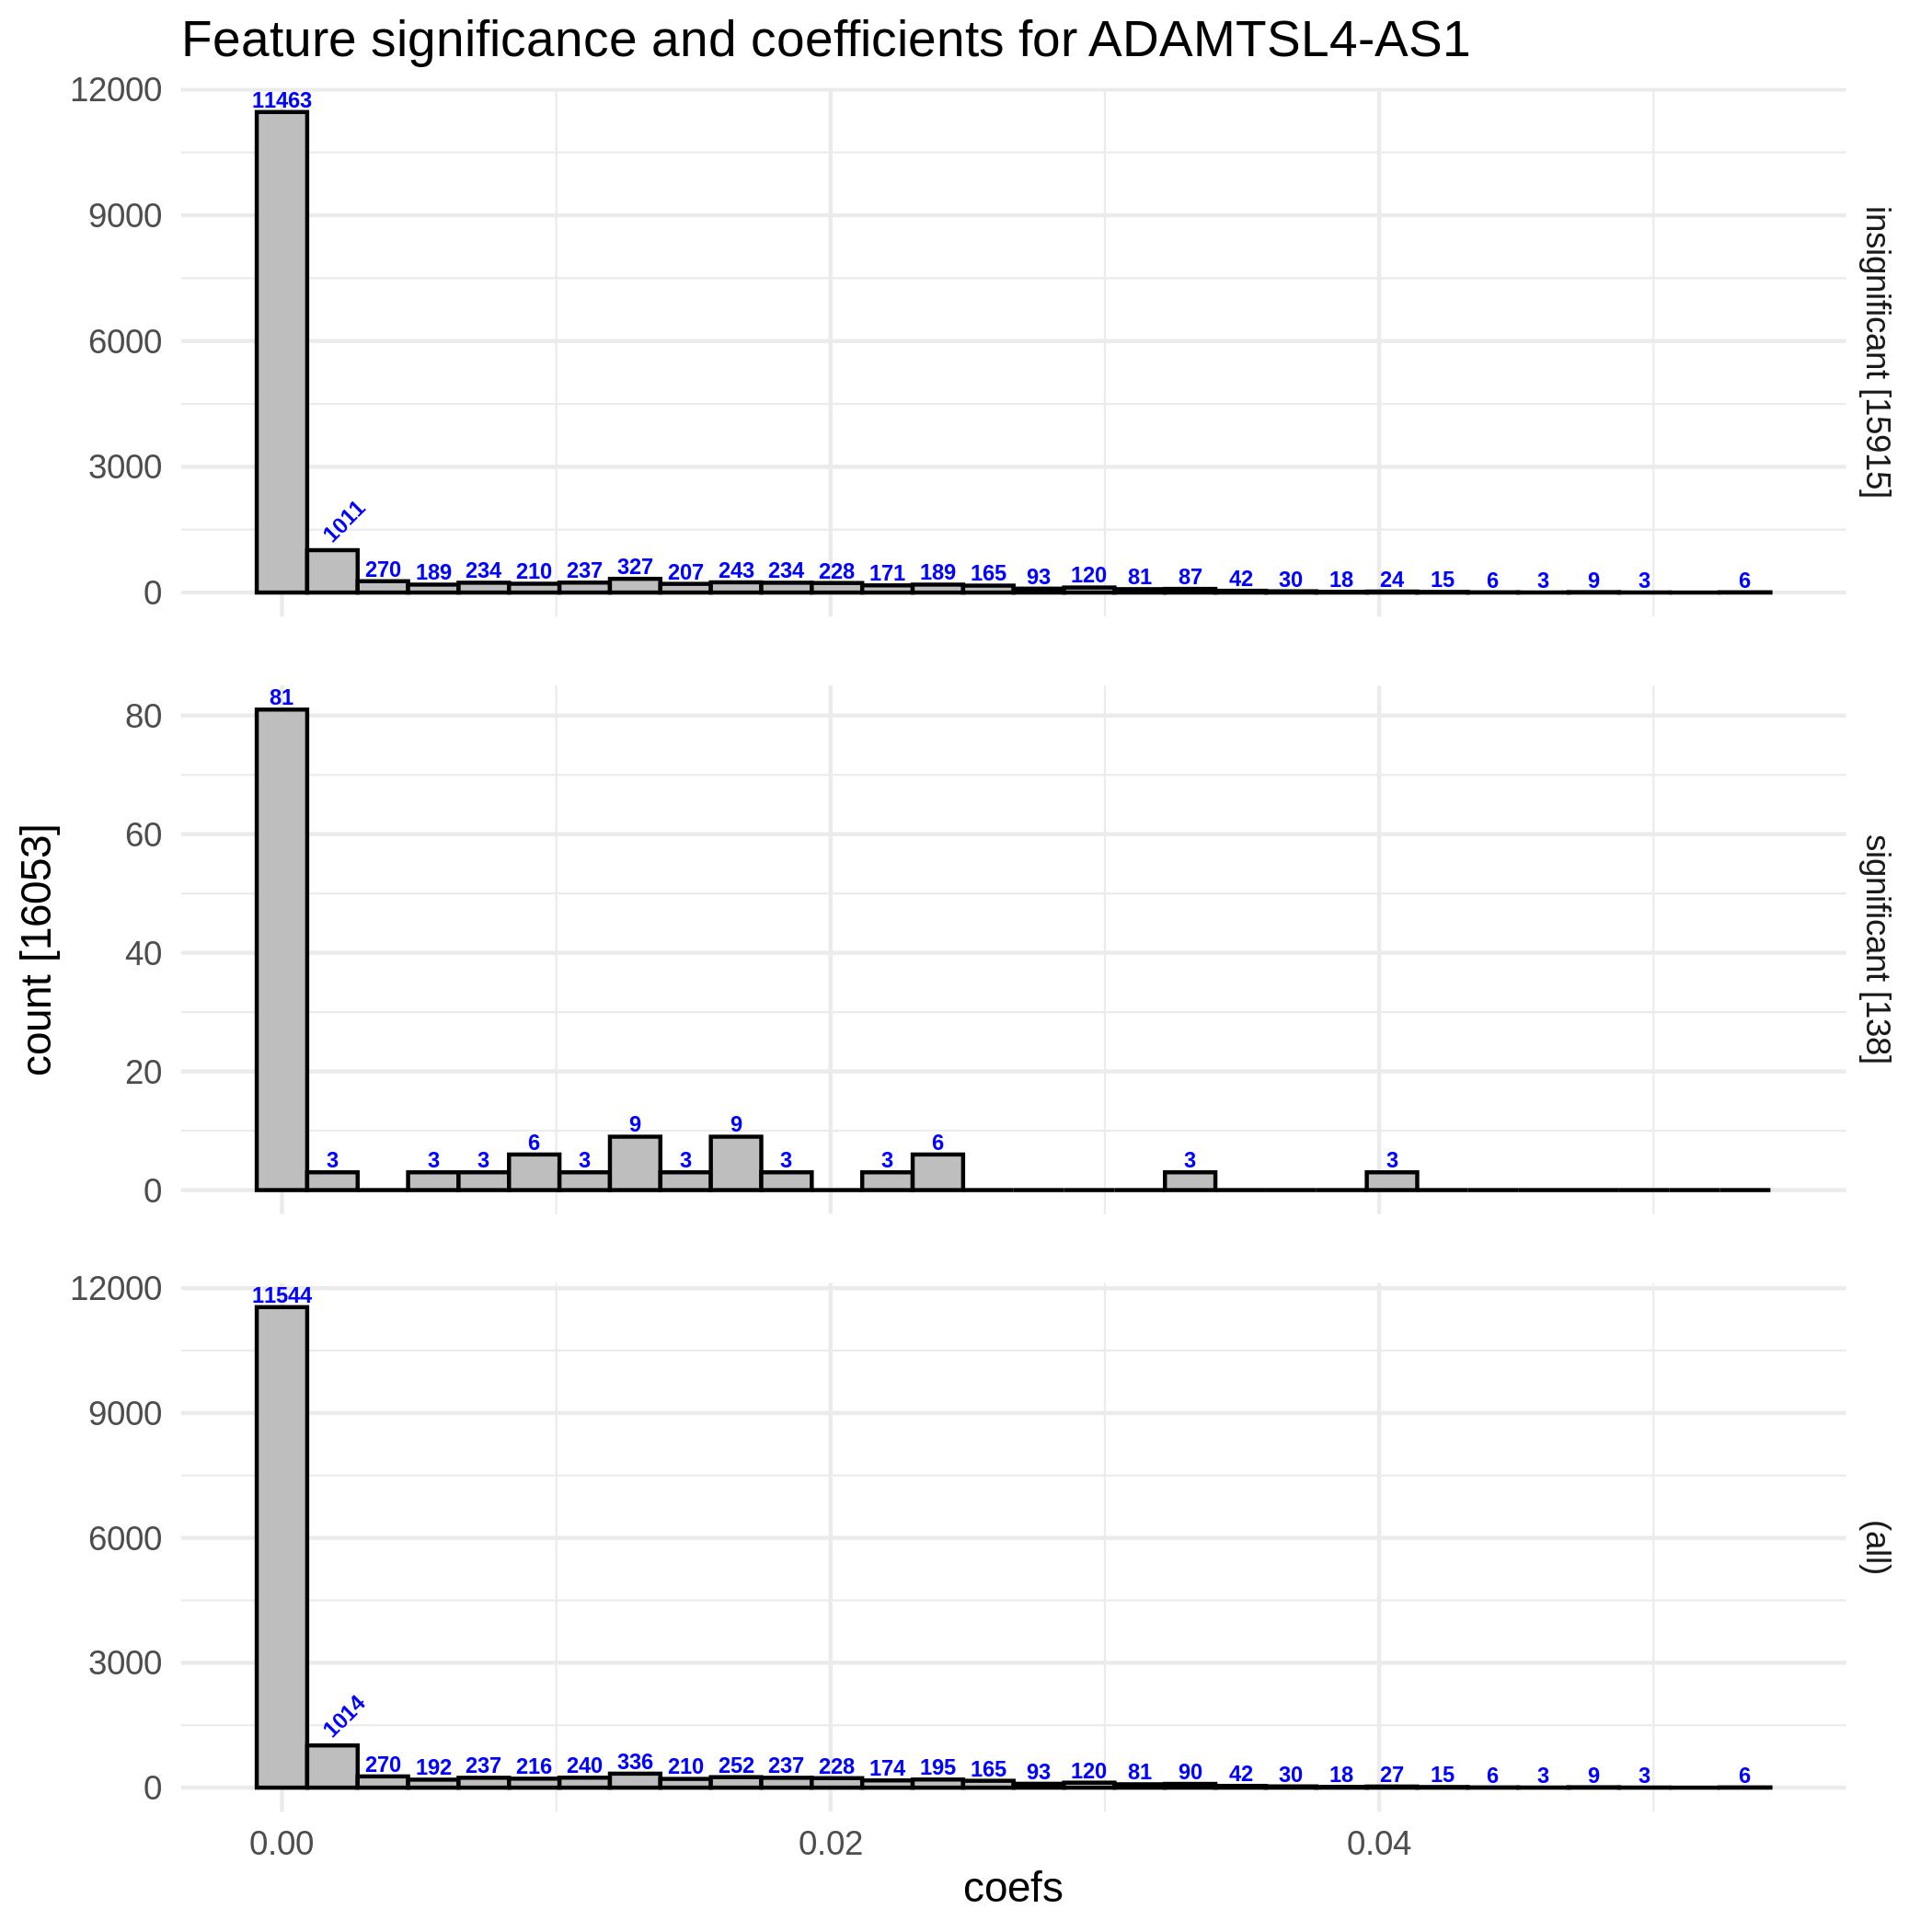 Feature significance and coefficients for ADAMTSL4-AS1
count [16053]
12000
9000
6000
3000
0
11463
1011
270 189 234 210 237 327 207 243 234 228 171 189 165 93 120 81 87 42 30 18 24 15 6 3 9 3 6
insignificant [15915]
80
60
40
20
0
81
3 3 3 6 3 9 3 9 3 3 6 3 3
significant [138]
12000
9000
6000
3000
0
11544
1014
270 192 237 216 240 336 210 252 237 228 174 195 165 93 120 81 90 42 30 18 27 15 6 3 9 3 6
(all)
0.00 0.02 0.04
coefs